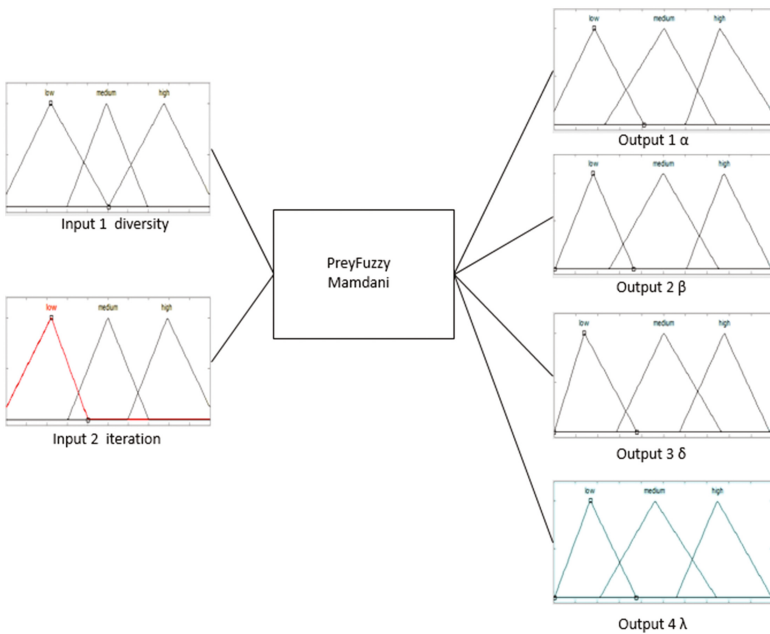 low medium high
Input 1 diversity
low medium high
Input 2 iteration
PreyFuzzy
Mamdani
low medium high
Output 1 α
low medium high
Output 2 β
low medium high
Output 3 δ
low medium high
Output 4 λ